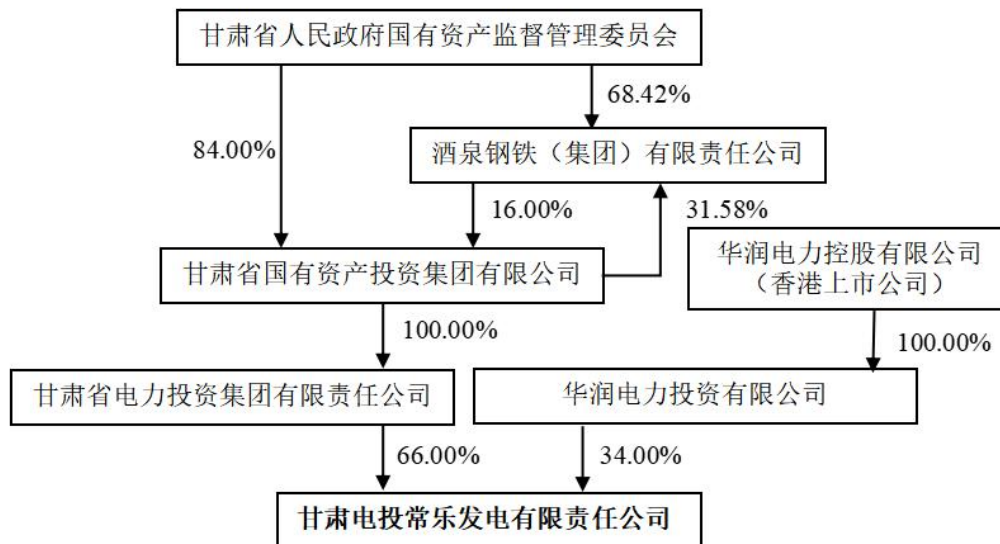 甘肃省人民政府国有资产监督管理委员会
68.42%
84.00%
酒泉钢铁（集团）有限责任公司
16.00%
31.58%
华润电力控股有限公司
（香港上市公司）
甘肃省国有资产投资集团有限公司
100.00%
100.00%
甘肃省电力投资集团有限责任公司
华润电力投资有限公司
66.00%
34.00%
甘肃电投常乐发电有限责任公司